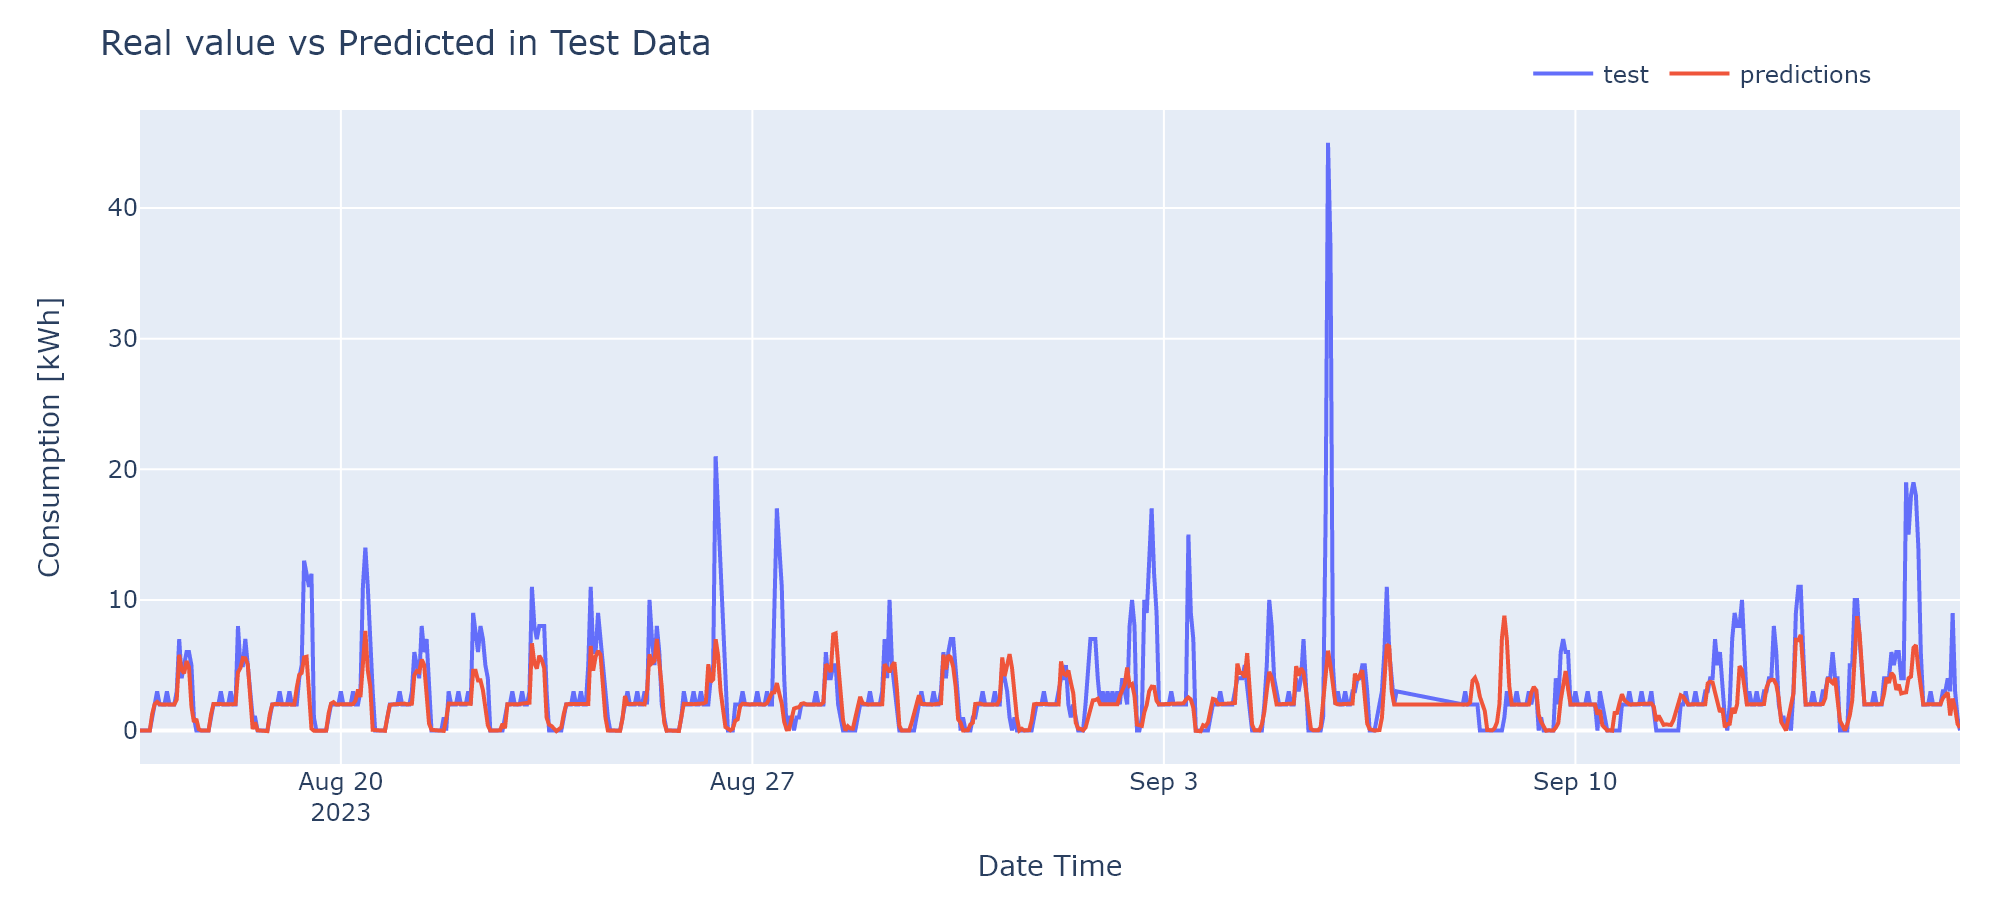 Real value vs Predicted in Test Data
test
predictions
Consumption [kWh]
40
30
20
10
0
Aug 20
2023
Aug 27
Sep 3
Sep 10
Date Time